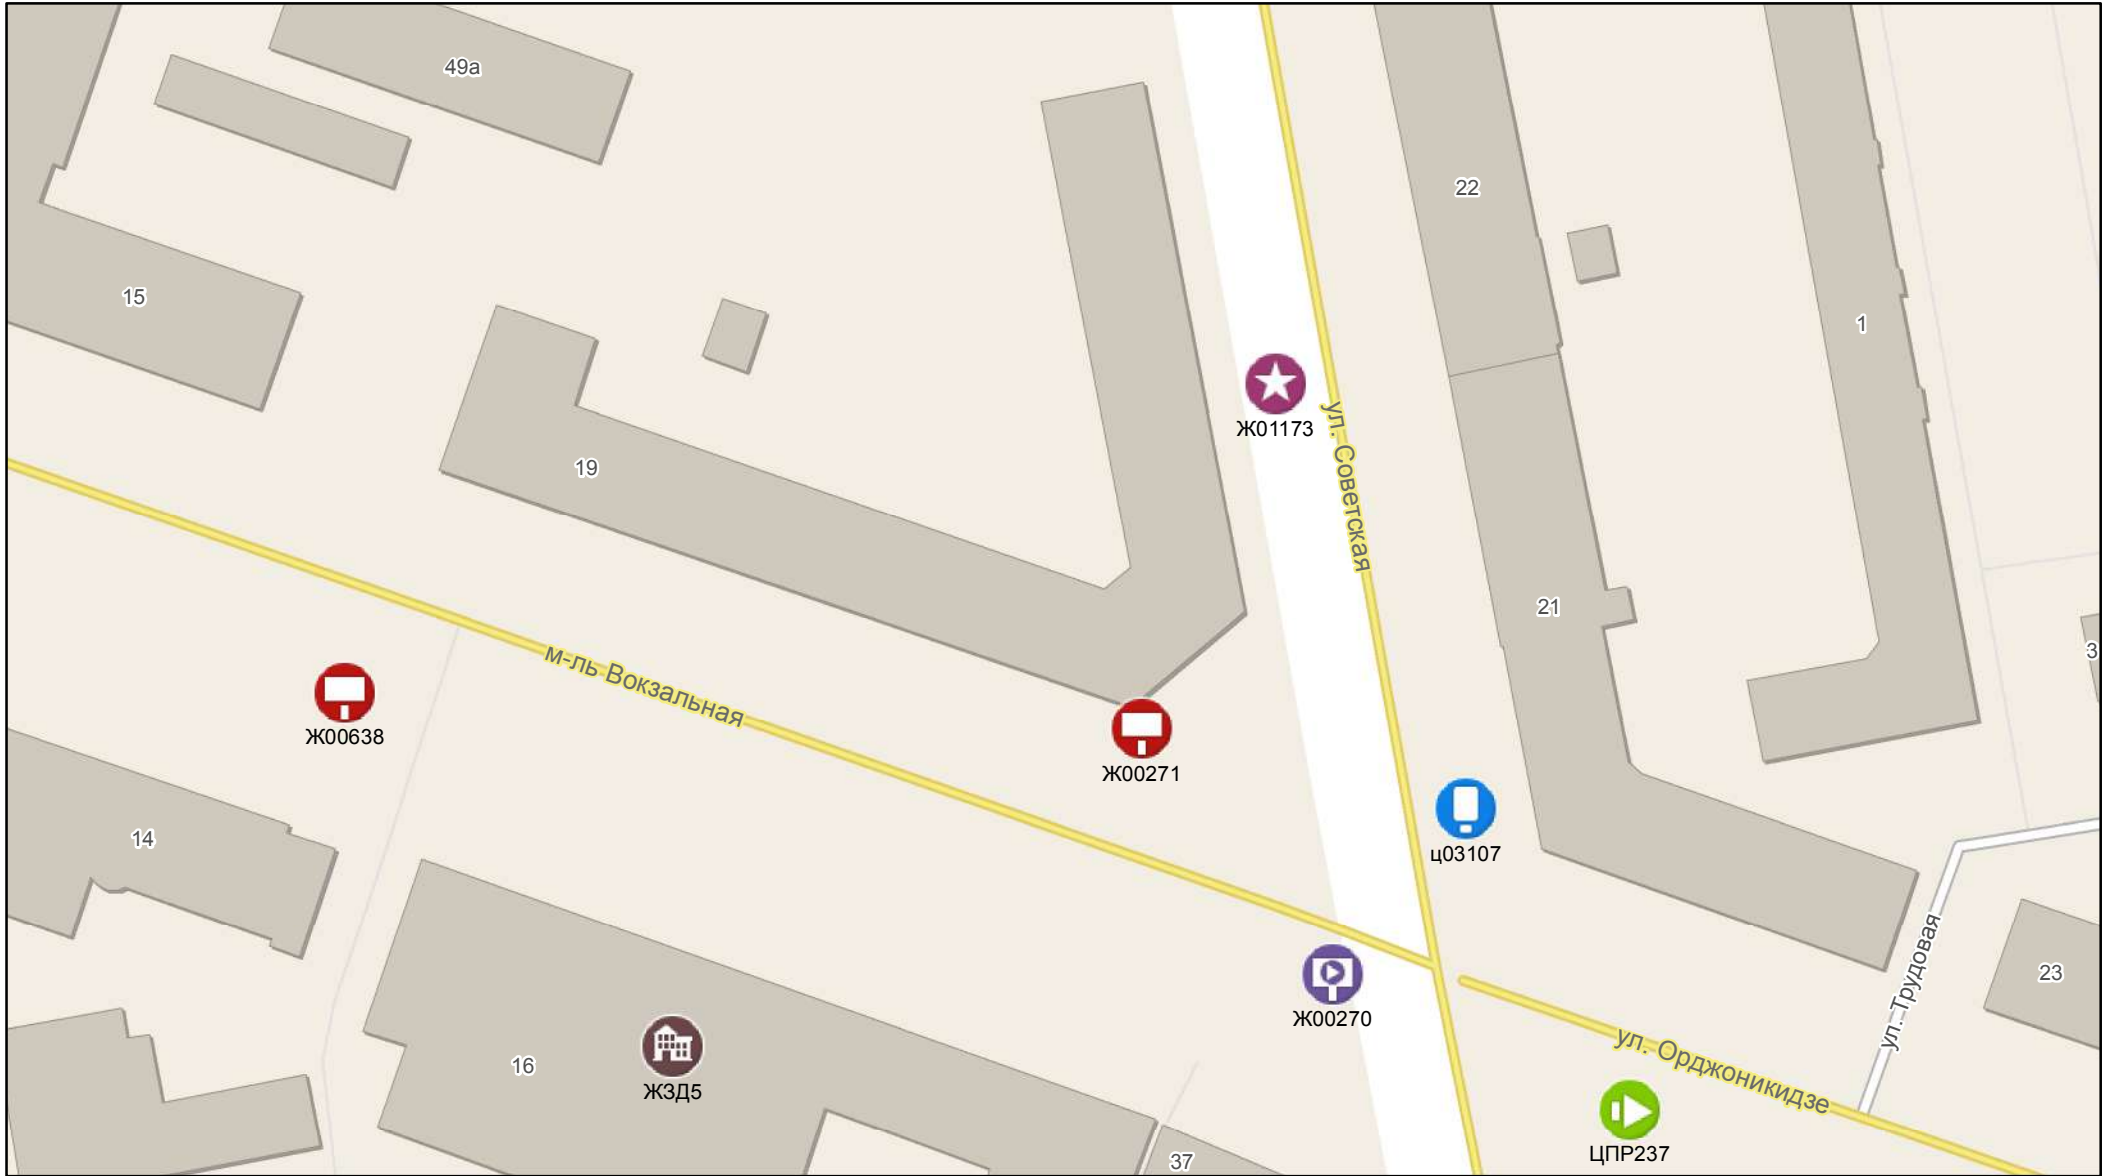 49а
22
15
1
Ж01173
ул. Советская
19
21
3
м-ль Вокзальная
Ж00638
Ж00271
14
ц03107
ул. Трудовая
23
Ж00270
ул. Орджоникидзе
16
ЖЗД5
ЦПР237
37